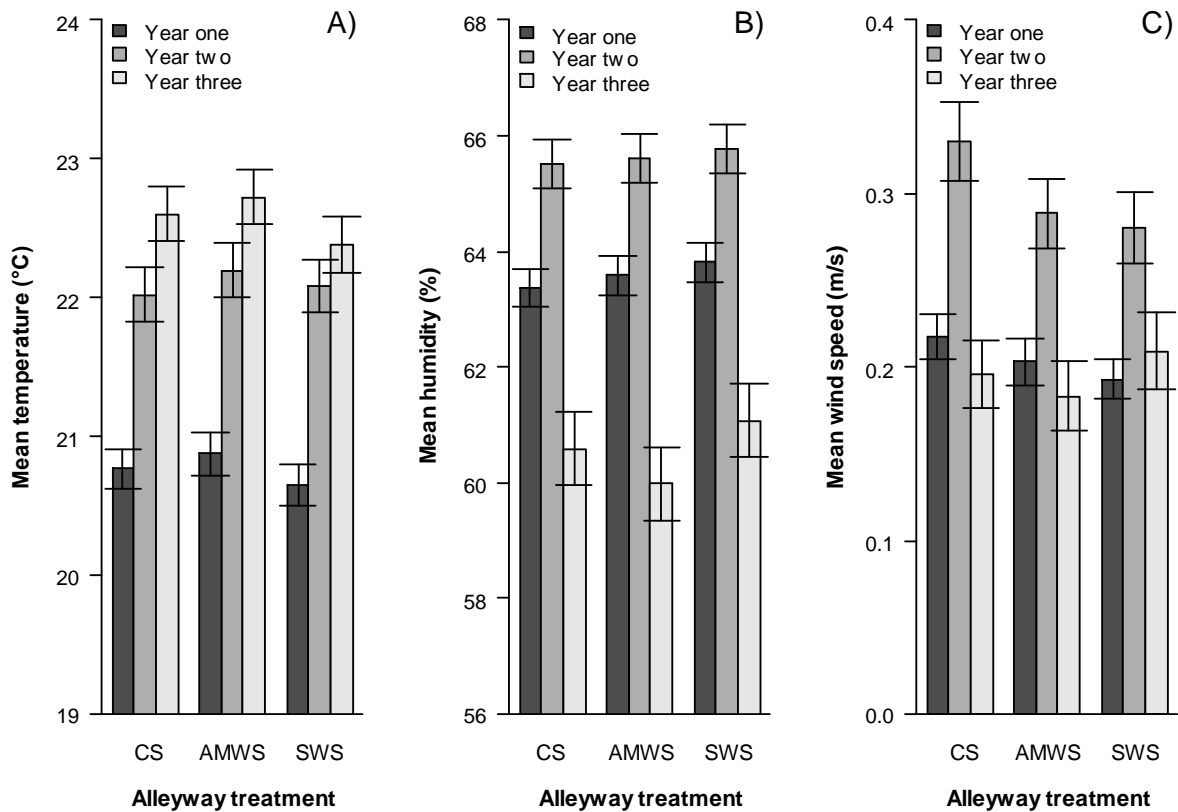 A)
Year one
Year two
Year three
24
23
22
21
20
19
Mean temperature (°C)
CS AMWS SWS
Alleyway treatment
B)
Year one
Year two
Year three
68
66
64
62
60
58
56
Mean humidity (%)
CS AMWS SWS
Alleyway treatment
C)
Year one
Year two
Year three
0.4
0.3
0.2
0.1
0.0
Mean wind speed (m/s)
CS AMWS SWS
Alleyway treatment